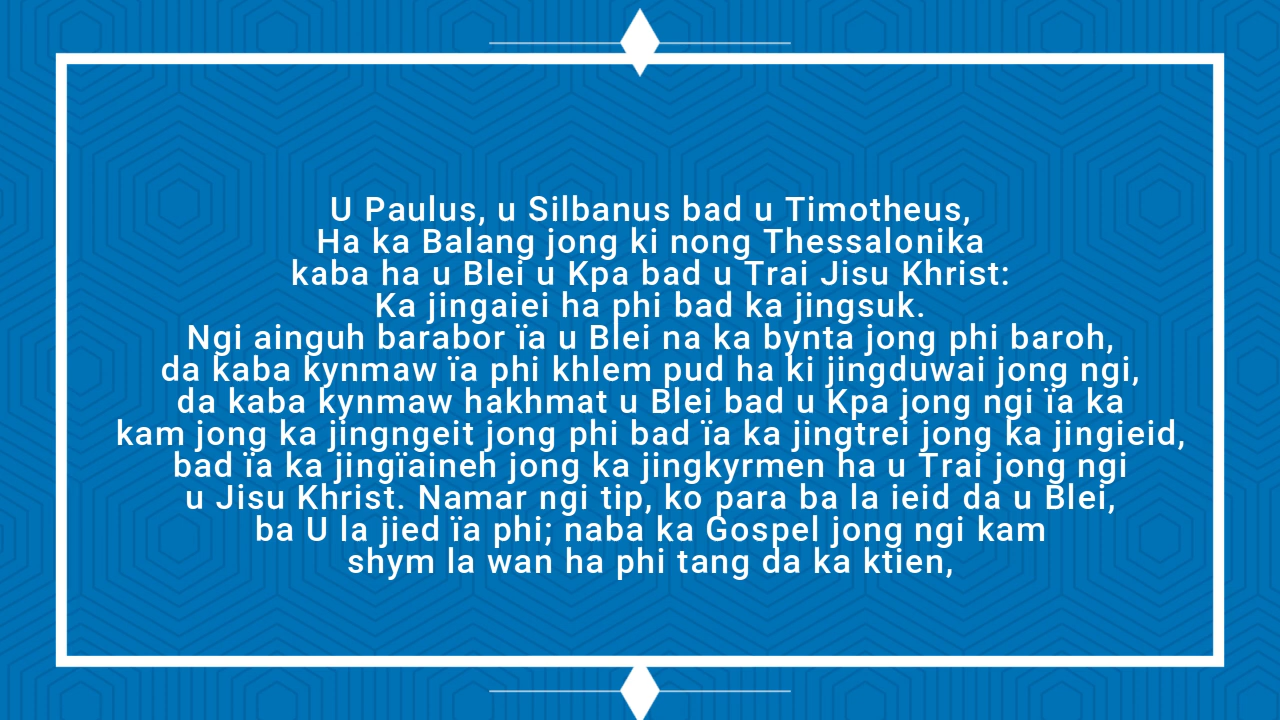 U Paulus, u Silbanus bad u Timotheus,
Ha ka Balang jong ki nong Thessalonika
kaba ha u Blei u Kpa bad u Trai Jisu Khrist:
Ka jingaiei ha phi bad ka jingsuk.
Ngi ainguh barabor ïa u Blei na ka bynta jong phi baroh,
da kaba kynmaw ïa phi khlem pud ha ki jingduwai jong ngi,
da kaba kynmaw hakhmat u Blei bad u Kpa jong ngi ïa ka
kam jong ka jingngeit jong phi bad ïa ka jingtrei jong ka jingieid,
bad ïa ka jingïaineh jong ka jingkyrmen ha u Trai jong ngi
u Jisu Khrist. Namar ngi tip, ko para ba la ieid da u Blei,
ba U la jied ïa phi; naba ka Gospel jong ngi kam
shym la wan ha phi tang da ka ktien,